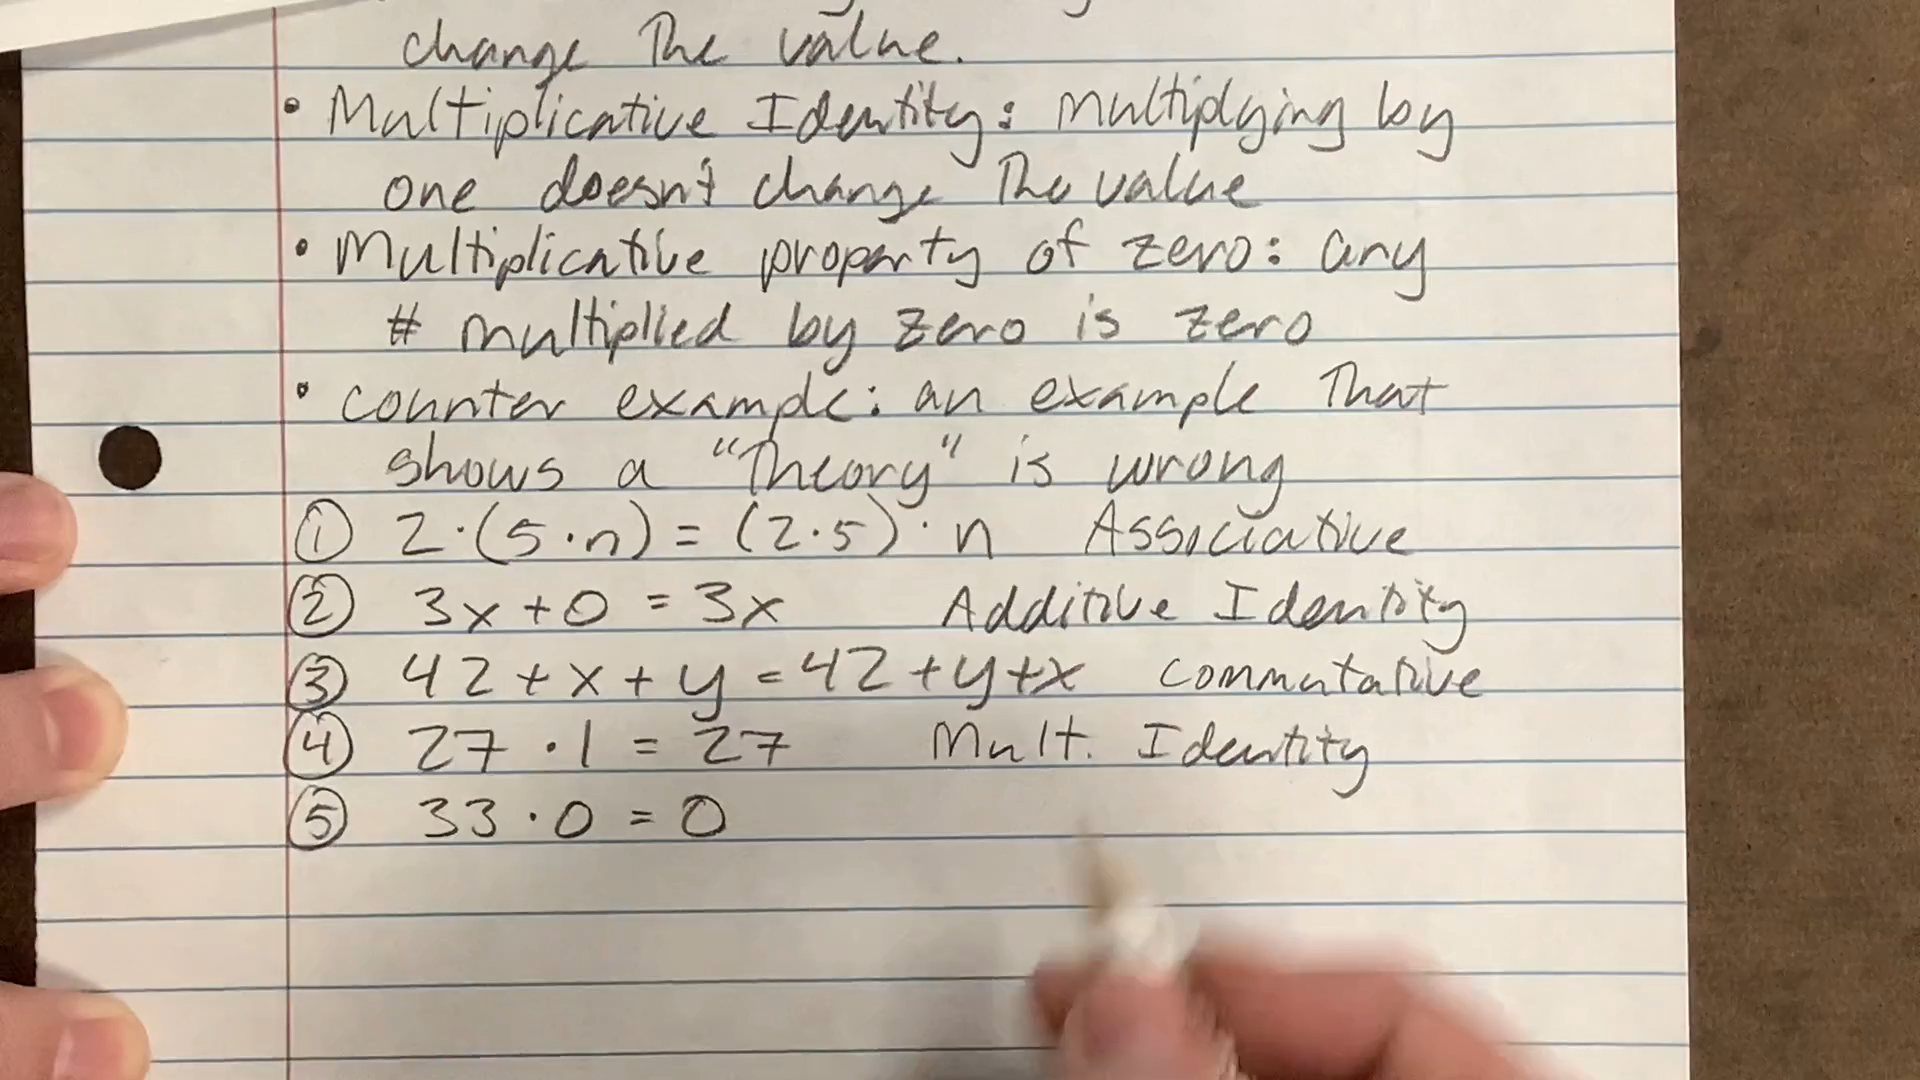 change The value.
• Multiplicative Identity: multiplying by
one doesn't change The value
• Multiplicative property of zero: any
# multiplied by zero is zero
• counter example: an example That
shows a "Theory" is wrong
① 2·(5·n) = (2·5)·n Associative
② 3x+0 = 3x Additive Identity
③ 42+x+y=42+y+x commutative
④ 27·1 = 27 Mult. Identity
⑤ 33·0 = 0